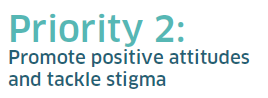 Priority 2:
Promote positive attitudes
and tackle stigma